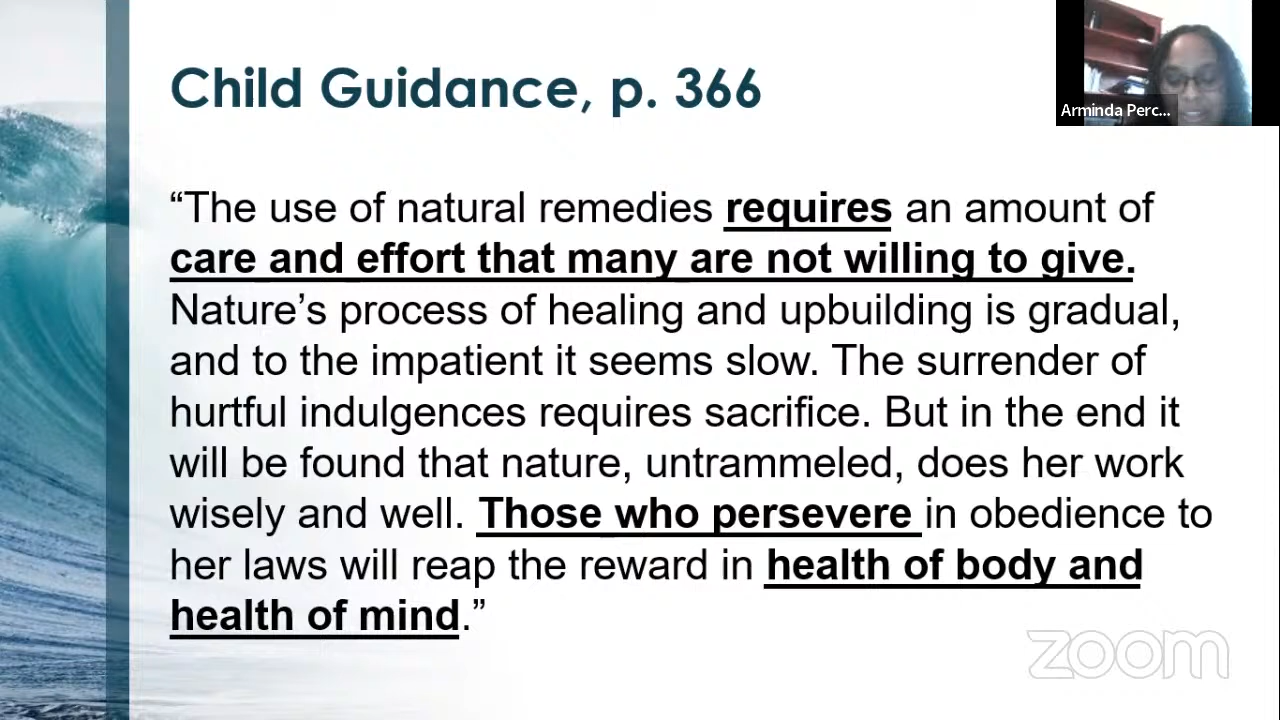 Child Guidance, p. 366
Arminda Perc...
“The use of natural remedies requires an amount of
care and effort that many are not willing to give.
Nature’s process of healing and upbuilding is gradual,
and to the impatient it seems slow. The surrender of
hurtful indulgences requires sacrifice. But in the end it
will be found that nature, untrammeled, does her work
wisely and well. Those who persevere in obedience to
her laws will reap the reward in health of body and
health of mind.”
zoom